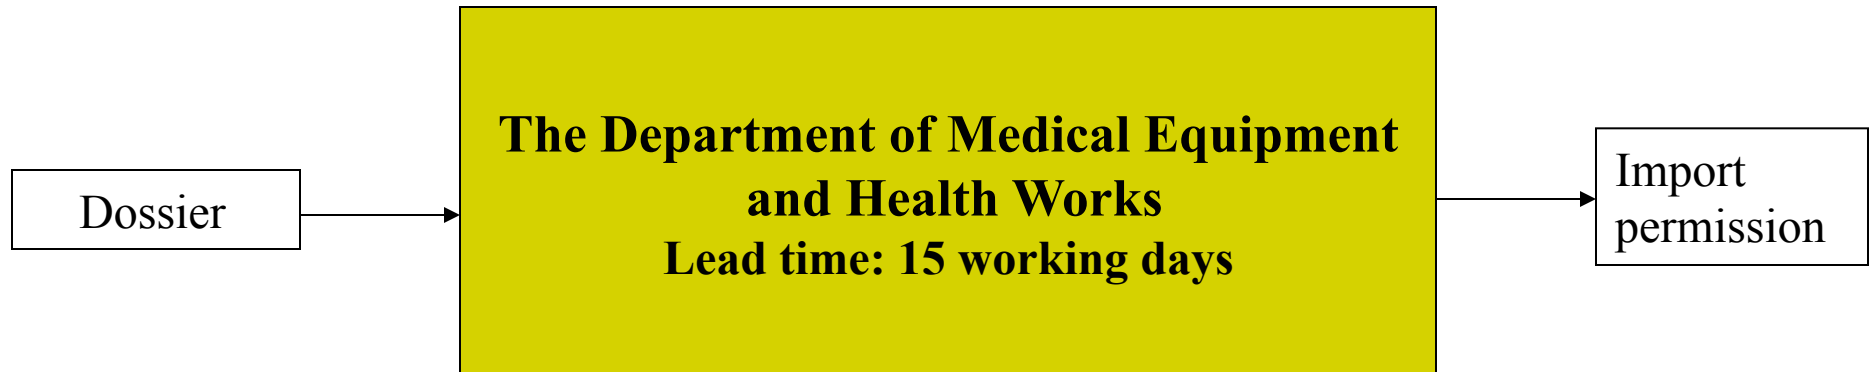 Dossier
The Department of Medical Equipment
and Health Works
Lead time: 15 working days
Import
permission